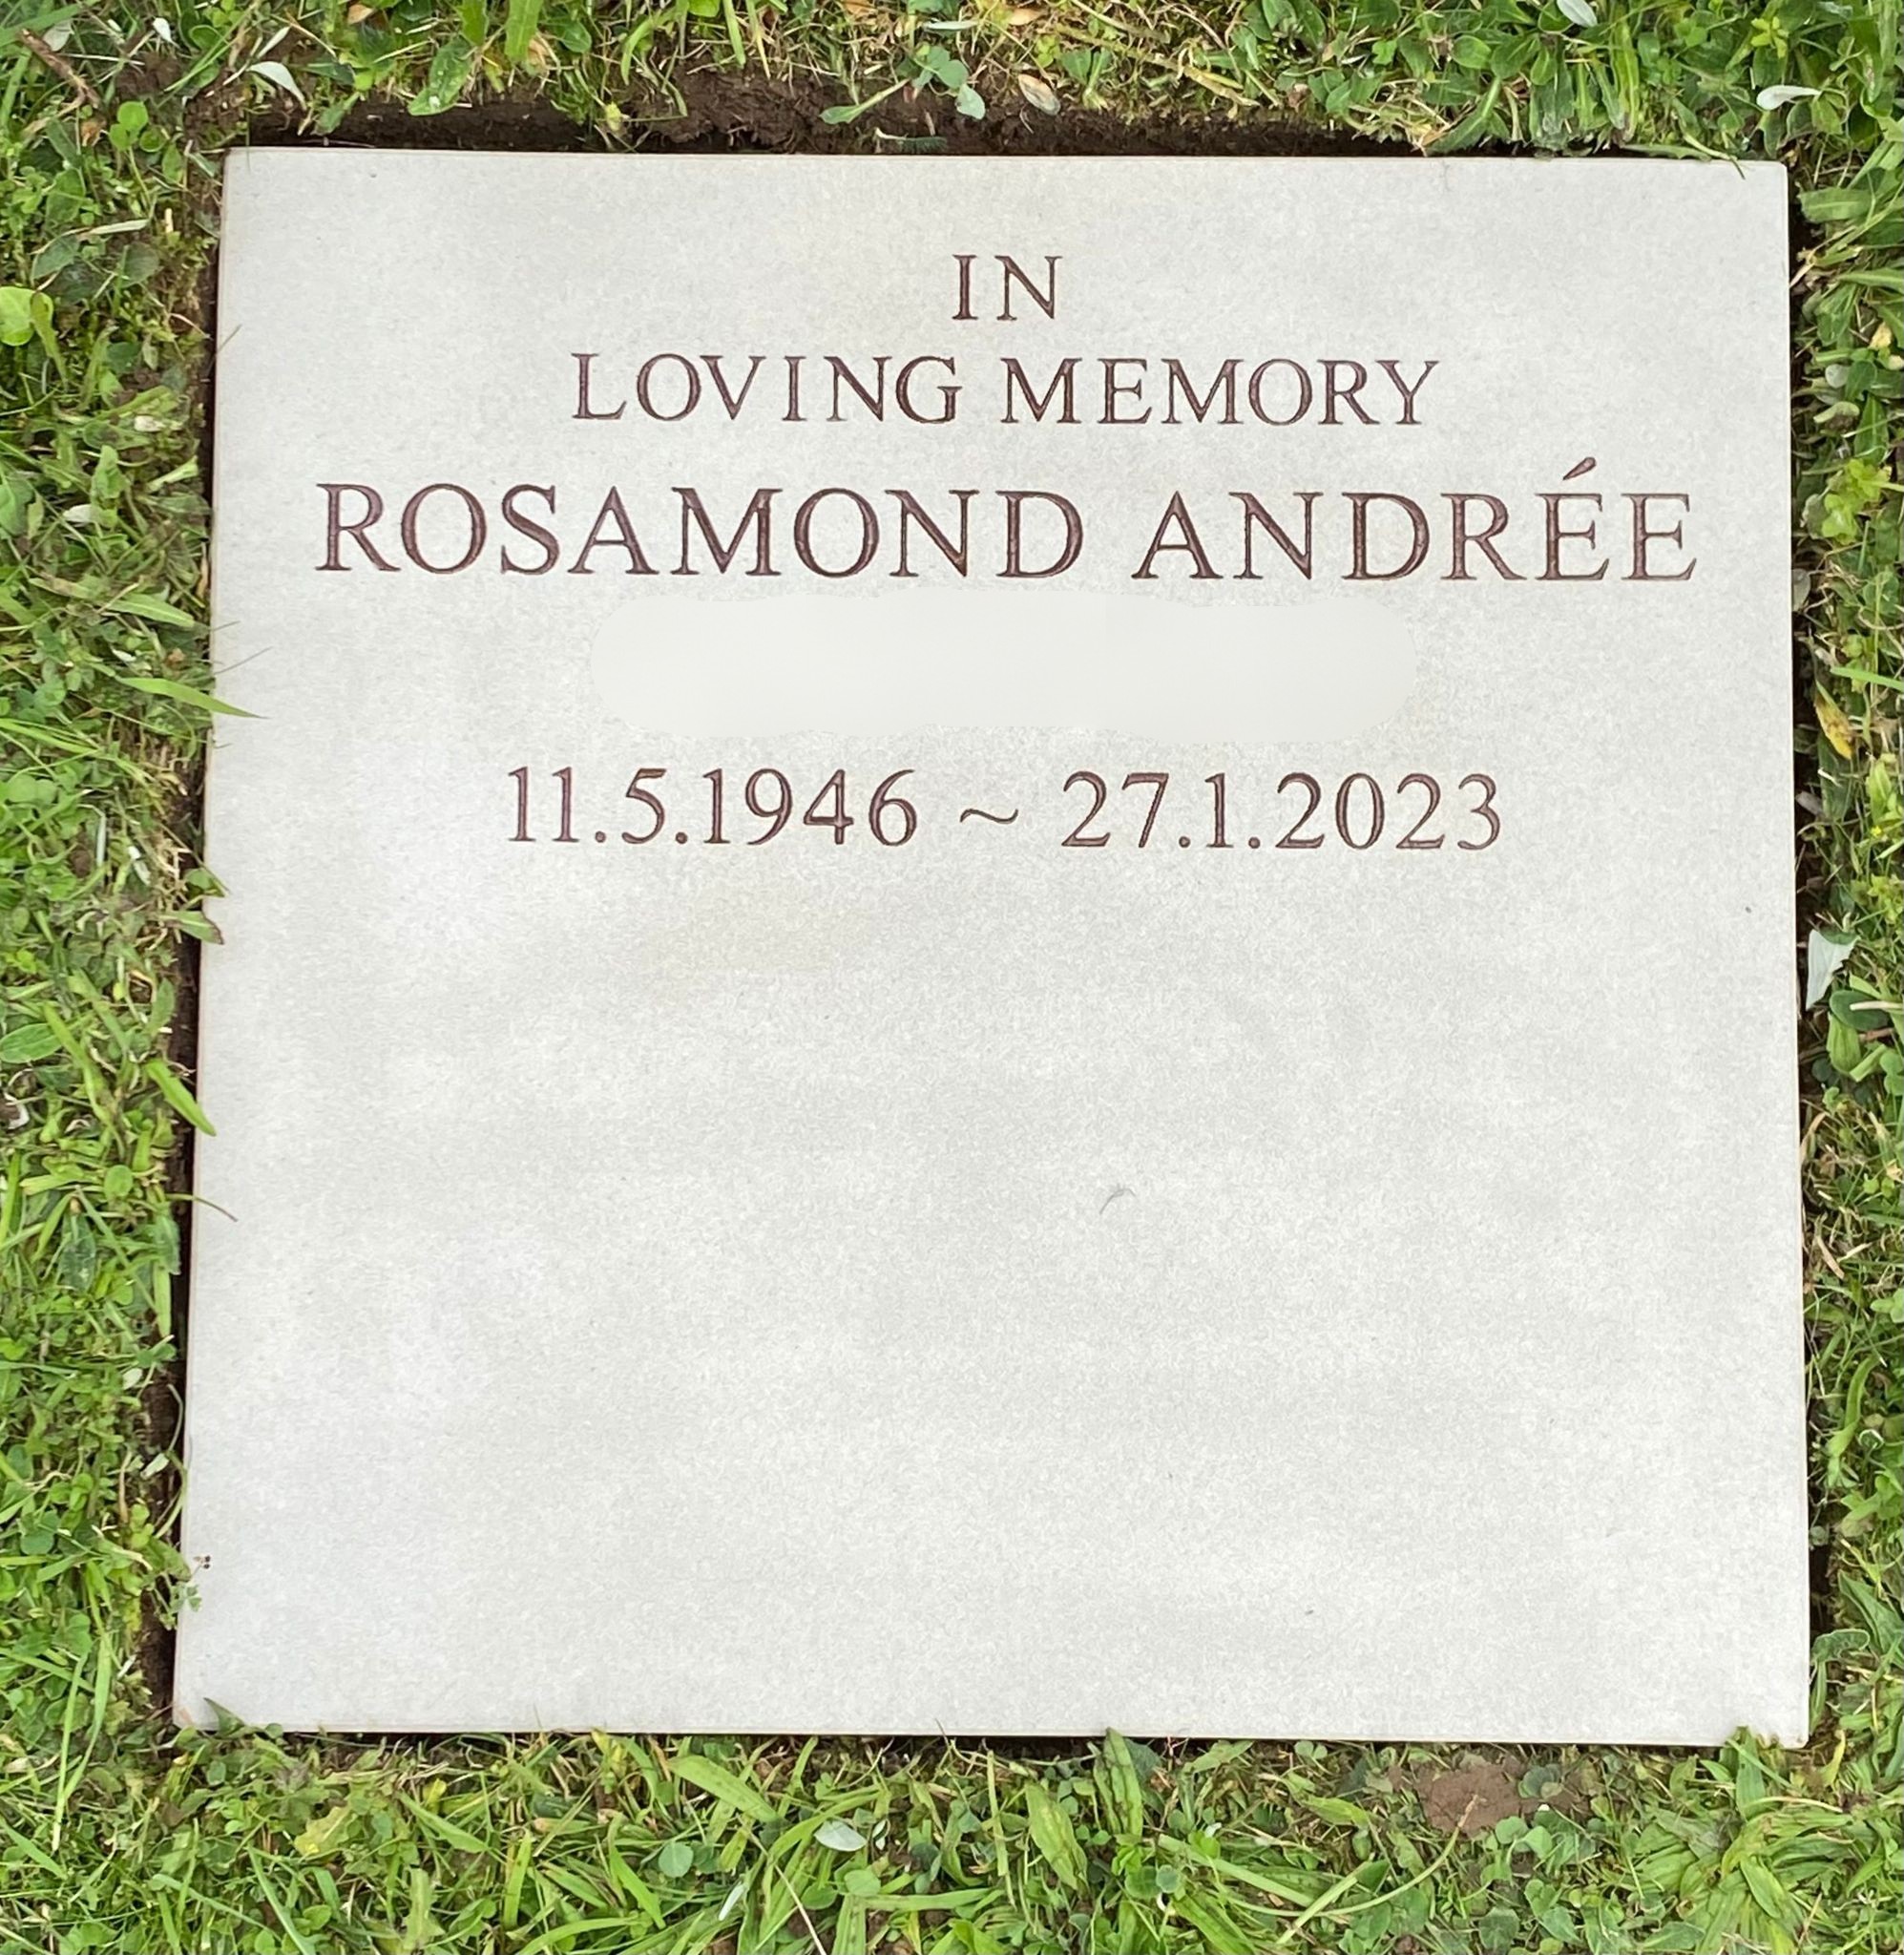 IN
LOVING MEMORY
ROSAMOND ANDRÉE
11.5.1946 ~ 27.1.2023